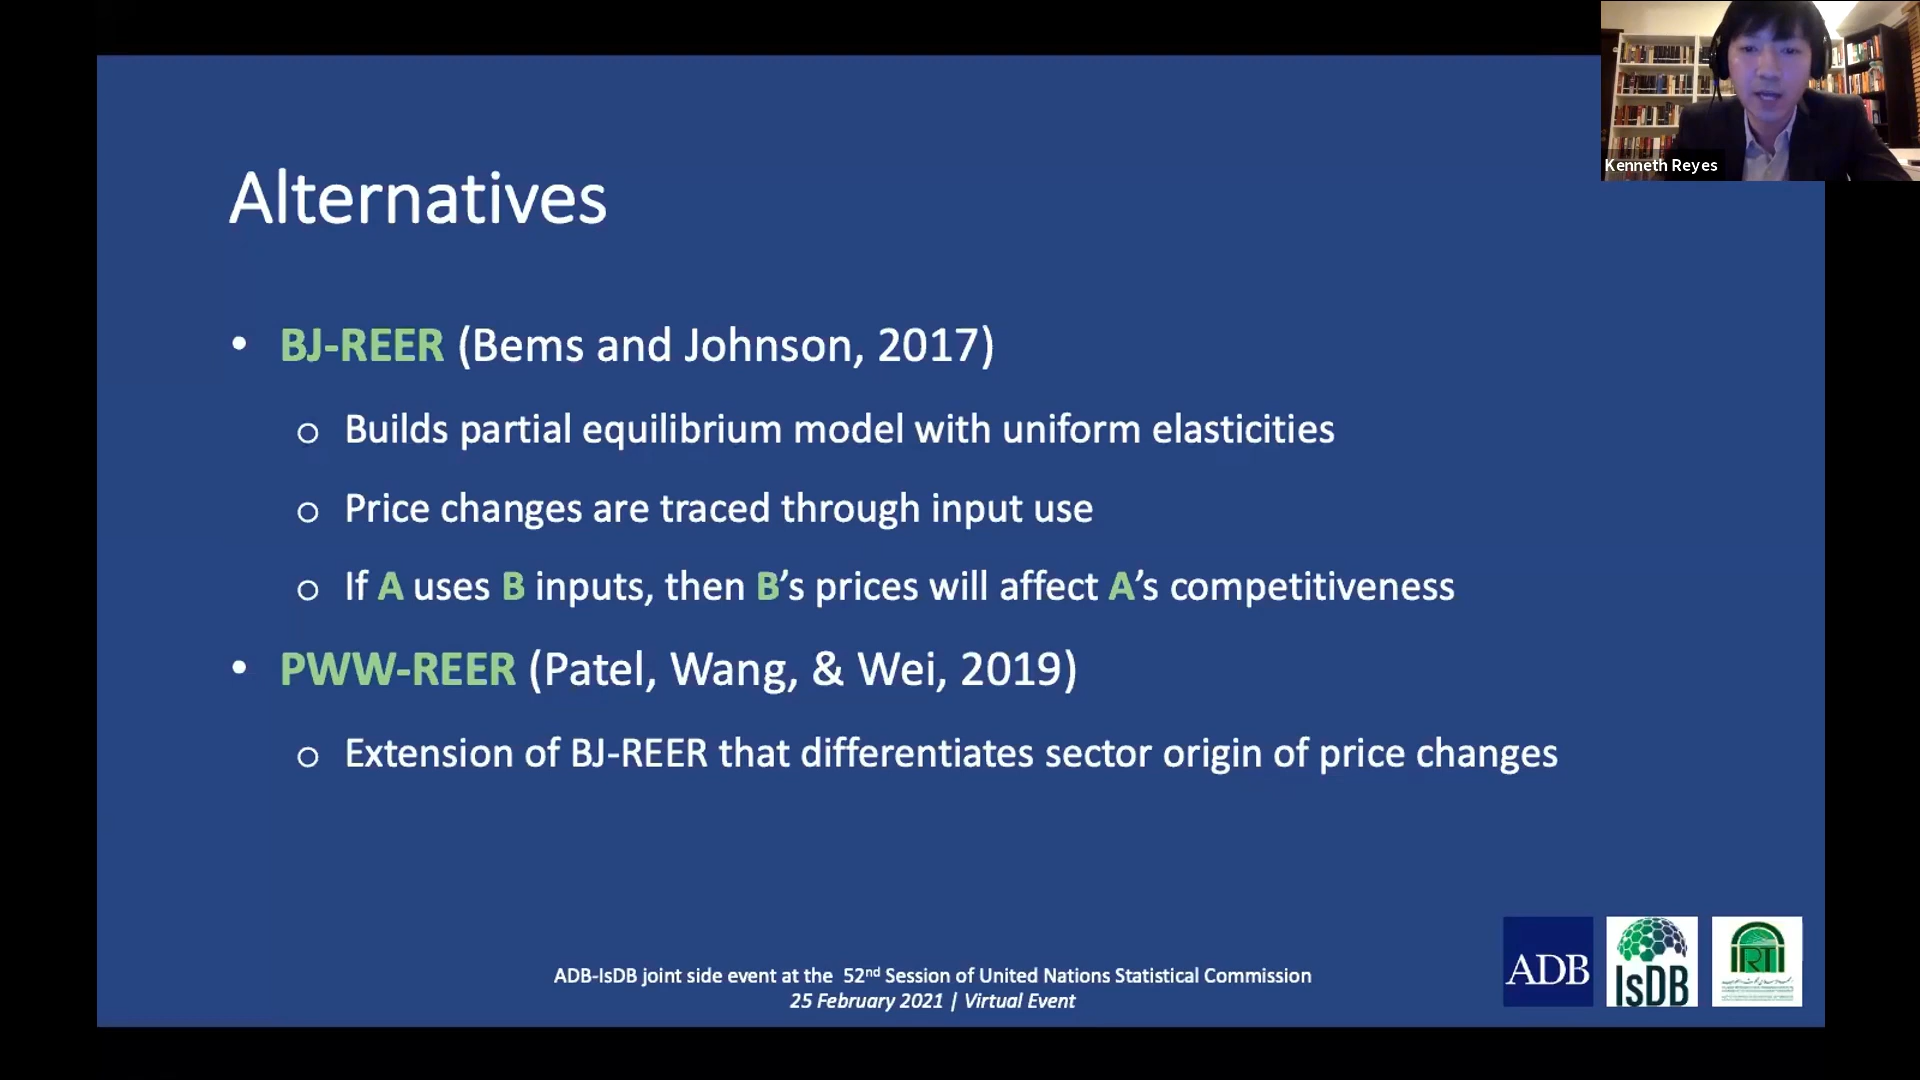 Kenneth Reyes
Alternatives
• BJ-REER (Bems and Johnson, 2017)
o Builds partial equilibrium model with uniform elasticities
o Price changes are traced through input use
o If A uses B inputs, then B’s prices will affect A’s competitiveness
• PWW-REER (Patel, Wang, & Wei, 2019)
o Extension of BJ-REER that differentiates sector origin of price changes
ADB-IsDB joint side event at the 52nd Session of United Nations Statistical Commission
25 February 2021 | Virtual Event
ADB
IsDB
IRTI